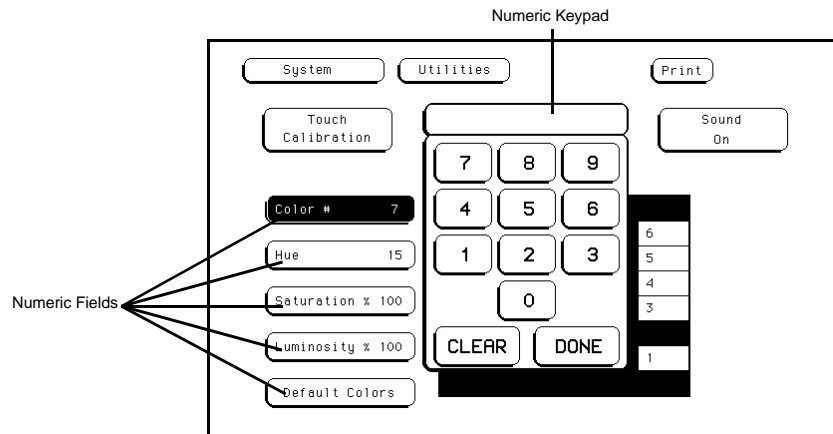 Numeric Keypad
System Utilities Print
Touch
Calibration
Sound
On
7 8 9
Color # 7
4 5 6
6
Hue 15
1 2 3
5
4
Numeric Fields
Saturation % 100
0
3
Luminosity % 100
CLEAR DONE
1
Default Colors